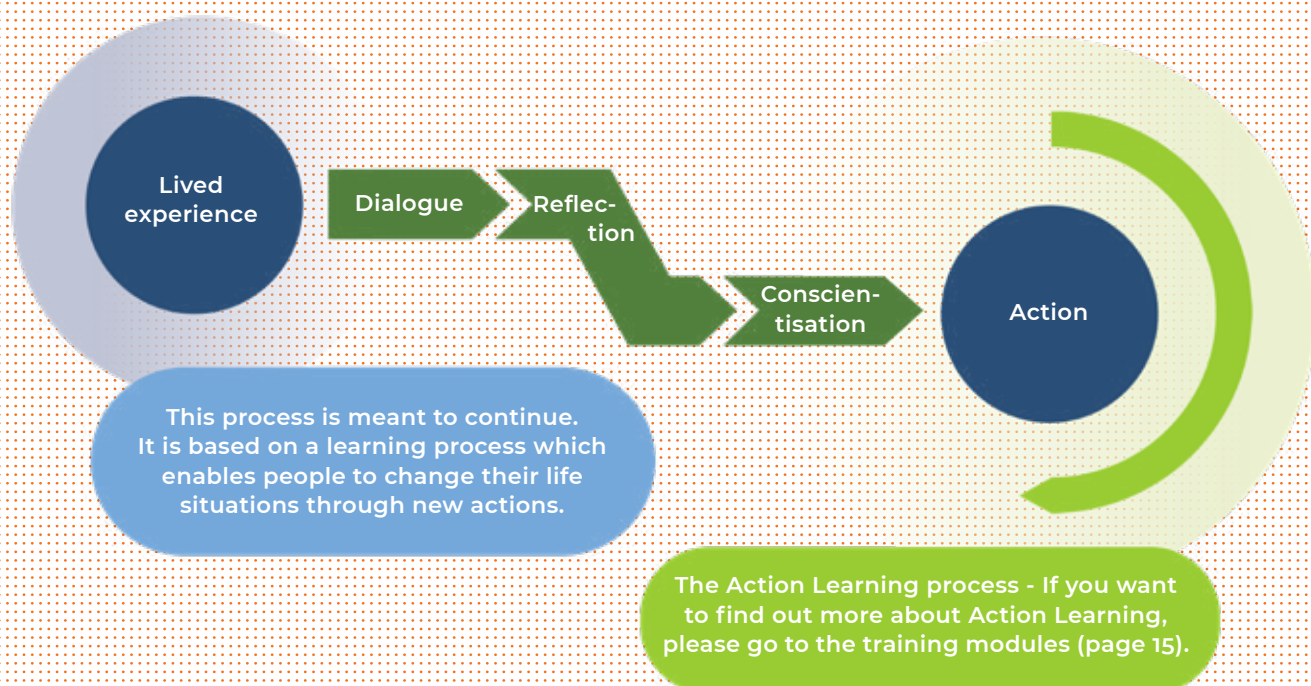 Lived
experience
Dialogue
Reflec-
tion
Conscien-
tisation
Action
This process is meant to continue.
It is based on a learning process which
enables people to change their life
situations through new actions.
The Action Learning process - If you want
to find out more about Action Learning,
please go to the training modules (page 15).